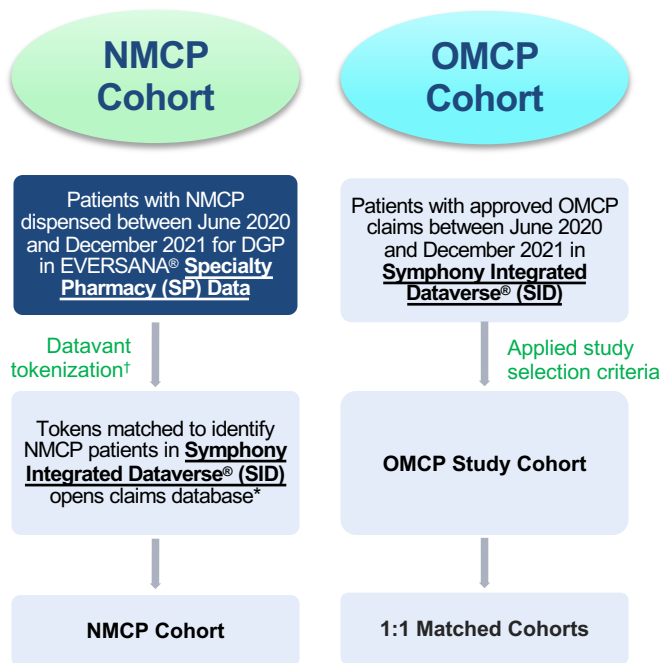 NMCP
Cohort
Patients with NMCP
dispensed between June 2020
and December 2021 for DGP
in EVERSANA® Specialty
Pharmacy (SP) Data
Datavant
tokenization†
Tokens matched to identify
NMCP patients in Symphony
Integrated Dataverse® (SID)
opens claims database*
NMCP Cohort
OMCP
Cohort
Patients with approved OMCP
claims between June 2020
and December 2021 in
Symphony Integrated
Dataverse® (SID)
Applied study
selection criteria
OMCP Study Cohort
1:1 Matched Cohorts